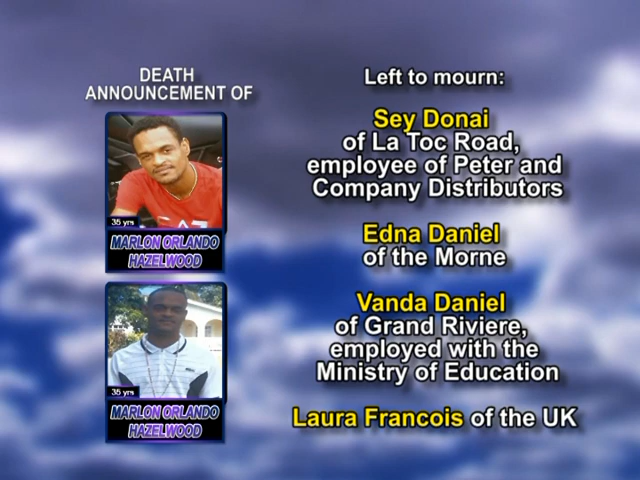 DEATH
ANNOUNCEMENT OF
35 yrs
MARLON ORLANDO
HAZELWOOD
35 yrs
MARLON ORLANDO
HAZELWOOD
Left to mourn:
Sey Donai
of La Toc Road,
employee of Peter and
Company Distributors
Edna Daniel
of the Morne
Vanda Daniel
of Grand Riviere,
employed with the
Ministry of Education
Laura Francois of the UK